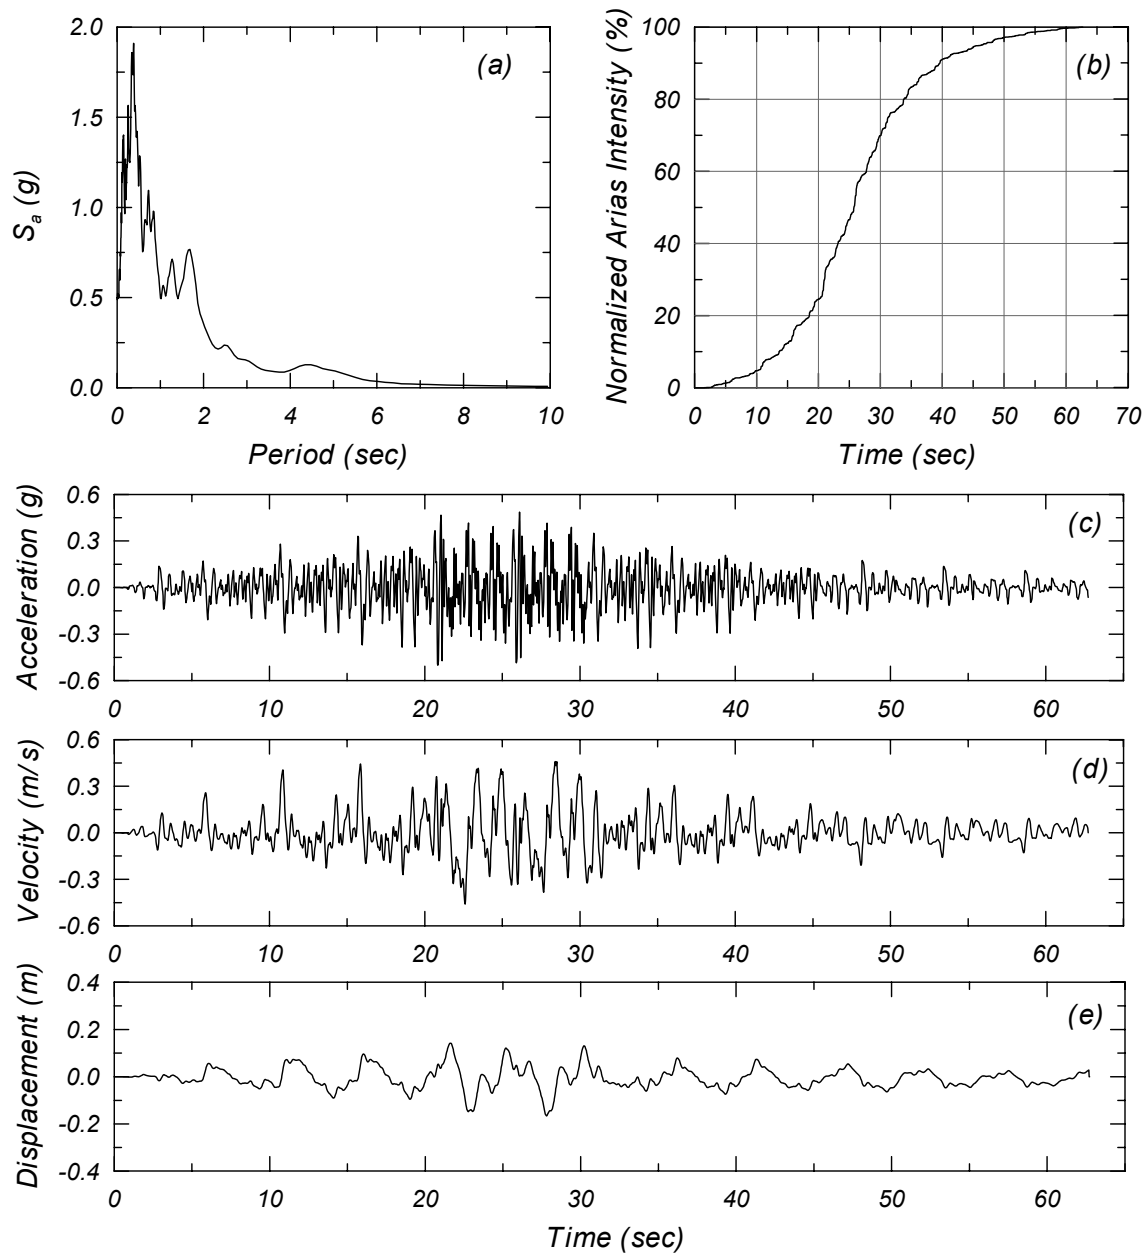 2.0
1.5
1.0
0.5
0.0
S_a (g)
(a)
0 2 4 6 8 10
Period (sec)
100
80
60
40
20
0
Normalized Arias Intensity (%)
(b)
0 10 20 30 40 50 60 70
Time (sec)
0.6
0.3
0.0
-0.3
-0.6
Acceleration (g)
(c)
0 10 20 30 40 50 60
0.6
0.3
0.0
-0.3
-0.6
Velocity (m/s)
(d)
0 10 20 30 40 50 60
0.4
0.2
0.0
-0.2
-0.4
Displacement (m)
(e)
0 10 20 30 40 50 60
Time (sec)